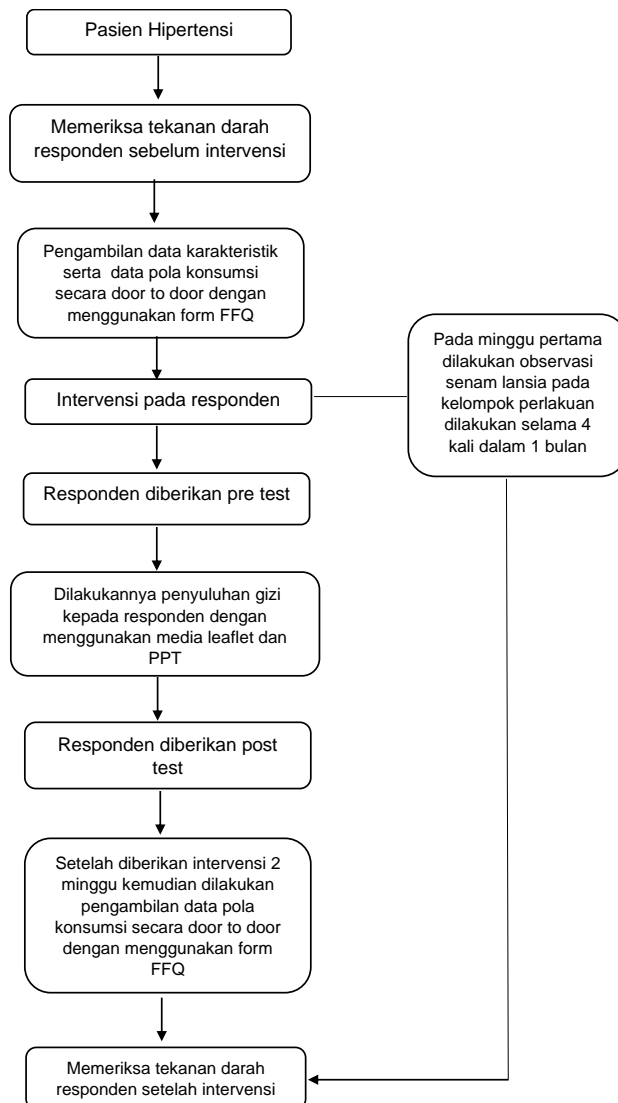 Pasien Hipertensi
Memeriksa tekanan darah
responden sebelum intervensi
Pengambilan data karakteristik
serta data pola konsumsi
secara door to door dengan
menggunakan form FFQ
Intervensi pada responden
Pada minggu pertama
dilakukan observasi
senam lansia pada
kelompok perlakuan
dilakukan selama 4
kali dalam 1 bulan
Responden diberikan pre test
Dilakukannya penyuluhan gizi
kepada responden dengan
menggunakan media leaflet dan
PPT
Responden diberikan post
test
Setelah diberikan intervensi 2
minggu kemudian dilakukan
pengambilan data pola
konsumsi secara door to door
dengan menggunakan form
FFQ
Memeriksa tekanan darah
responden setelah intervensi